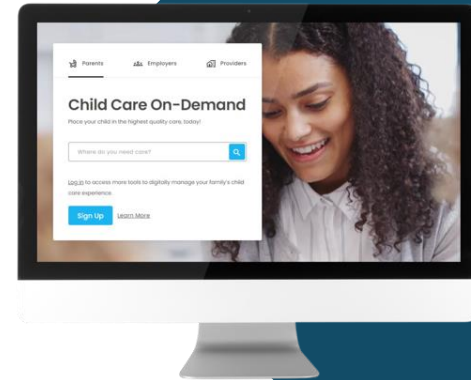 Parents
Employers
Providers
Child Care On-Demand
Place your child in the highest quality care, today!
Where do you need care?
Log in to access more tools to digitally manage your family's child
care experience.
Sign Up
Learn More